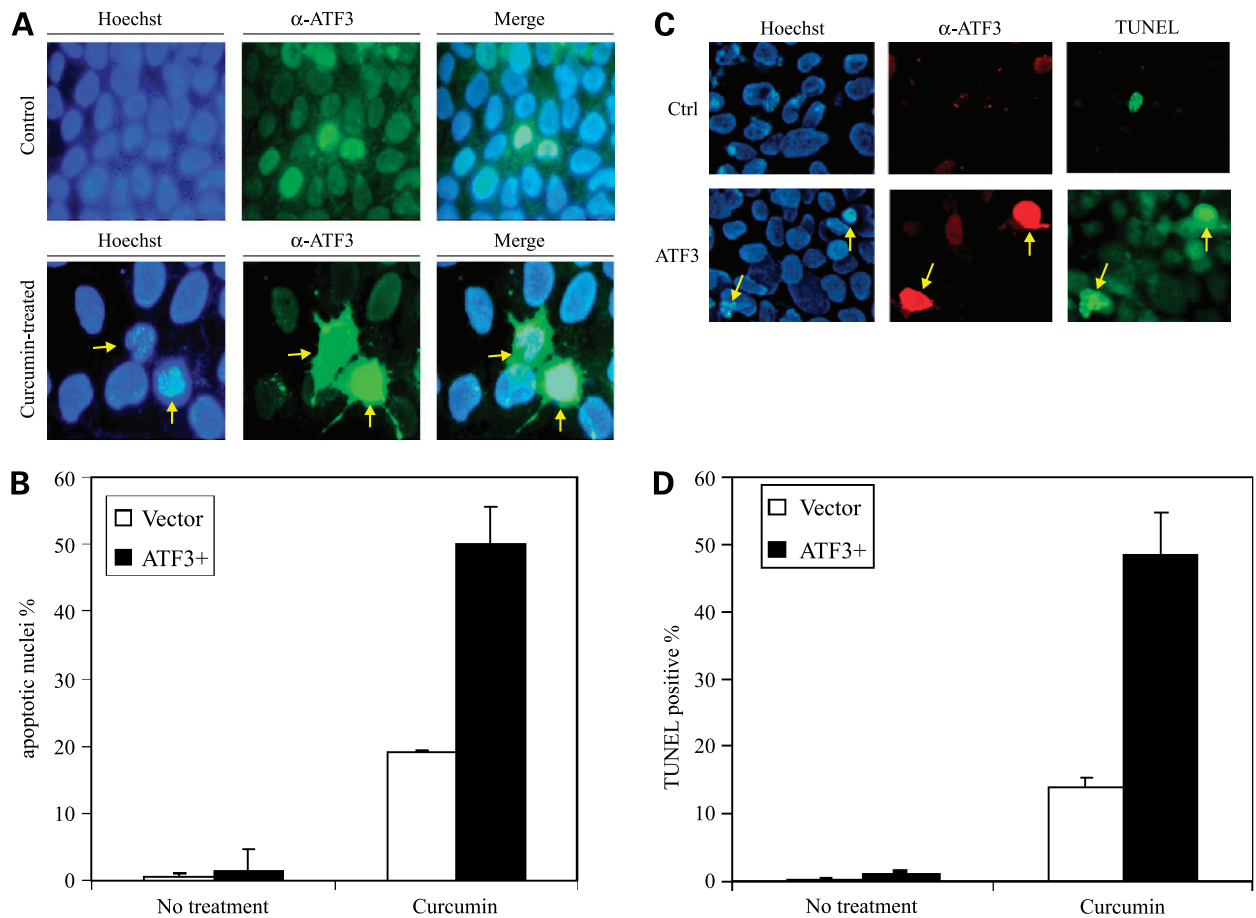 A
Hoechst α-ATF3 Merge
Control
Hoechst α-ATF3 Merge
Curcumin-treated
B
60
50
40
30
20
10
0
apoptotic nuclei %
Vector
ATF3+
No treatment Curcumin
C
Hoechst α-ATF3 TUNEL
Ctrl
ATF3
D
60
50
40
30
20
10
0
TUNEL positive %
Vector
ATF3+
No treatment Curcumin